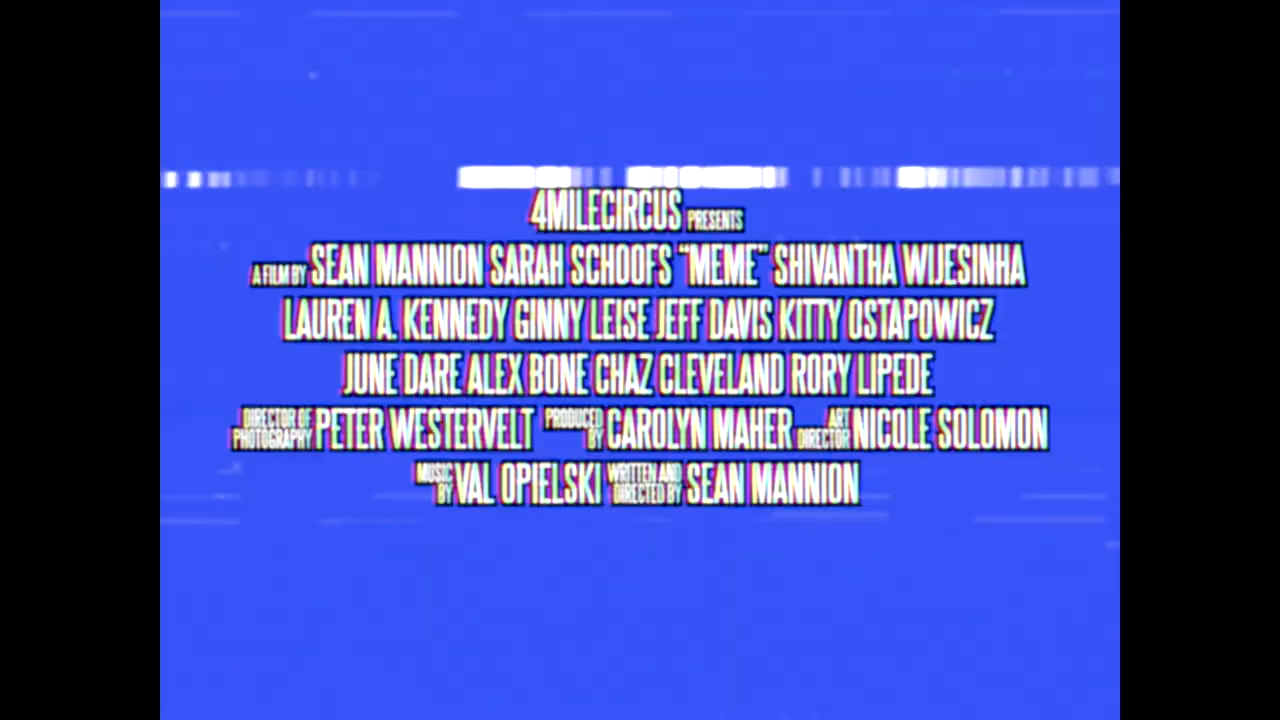 4MILECIRCUS PRESENTS
A FILM BY SEAN MANNION SARAH SCHOOFS "MEME" SHIVANTHA WIJESINHA
LAUREN A. KENNEDY GINNY LEISE JEFF DAVIS KITTY OSTAPOWICZ
JUNE DARE ALEX BONE CHAZ CLEVELAND RORY LIPEDE
DIRECTOR OF PHOTOGRAPHY PETER WESTERVELT PRODUCED BY CAROLYN MAHER ART DIRECTOR NICOLE SOLOMON
MUSIC BY VAL OPIELSKI WRITTEN AND DIRECTED BY SEAN MANNION